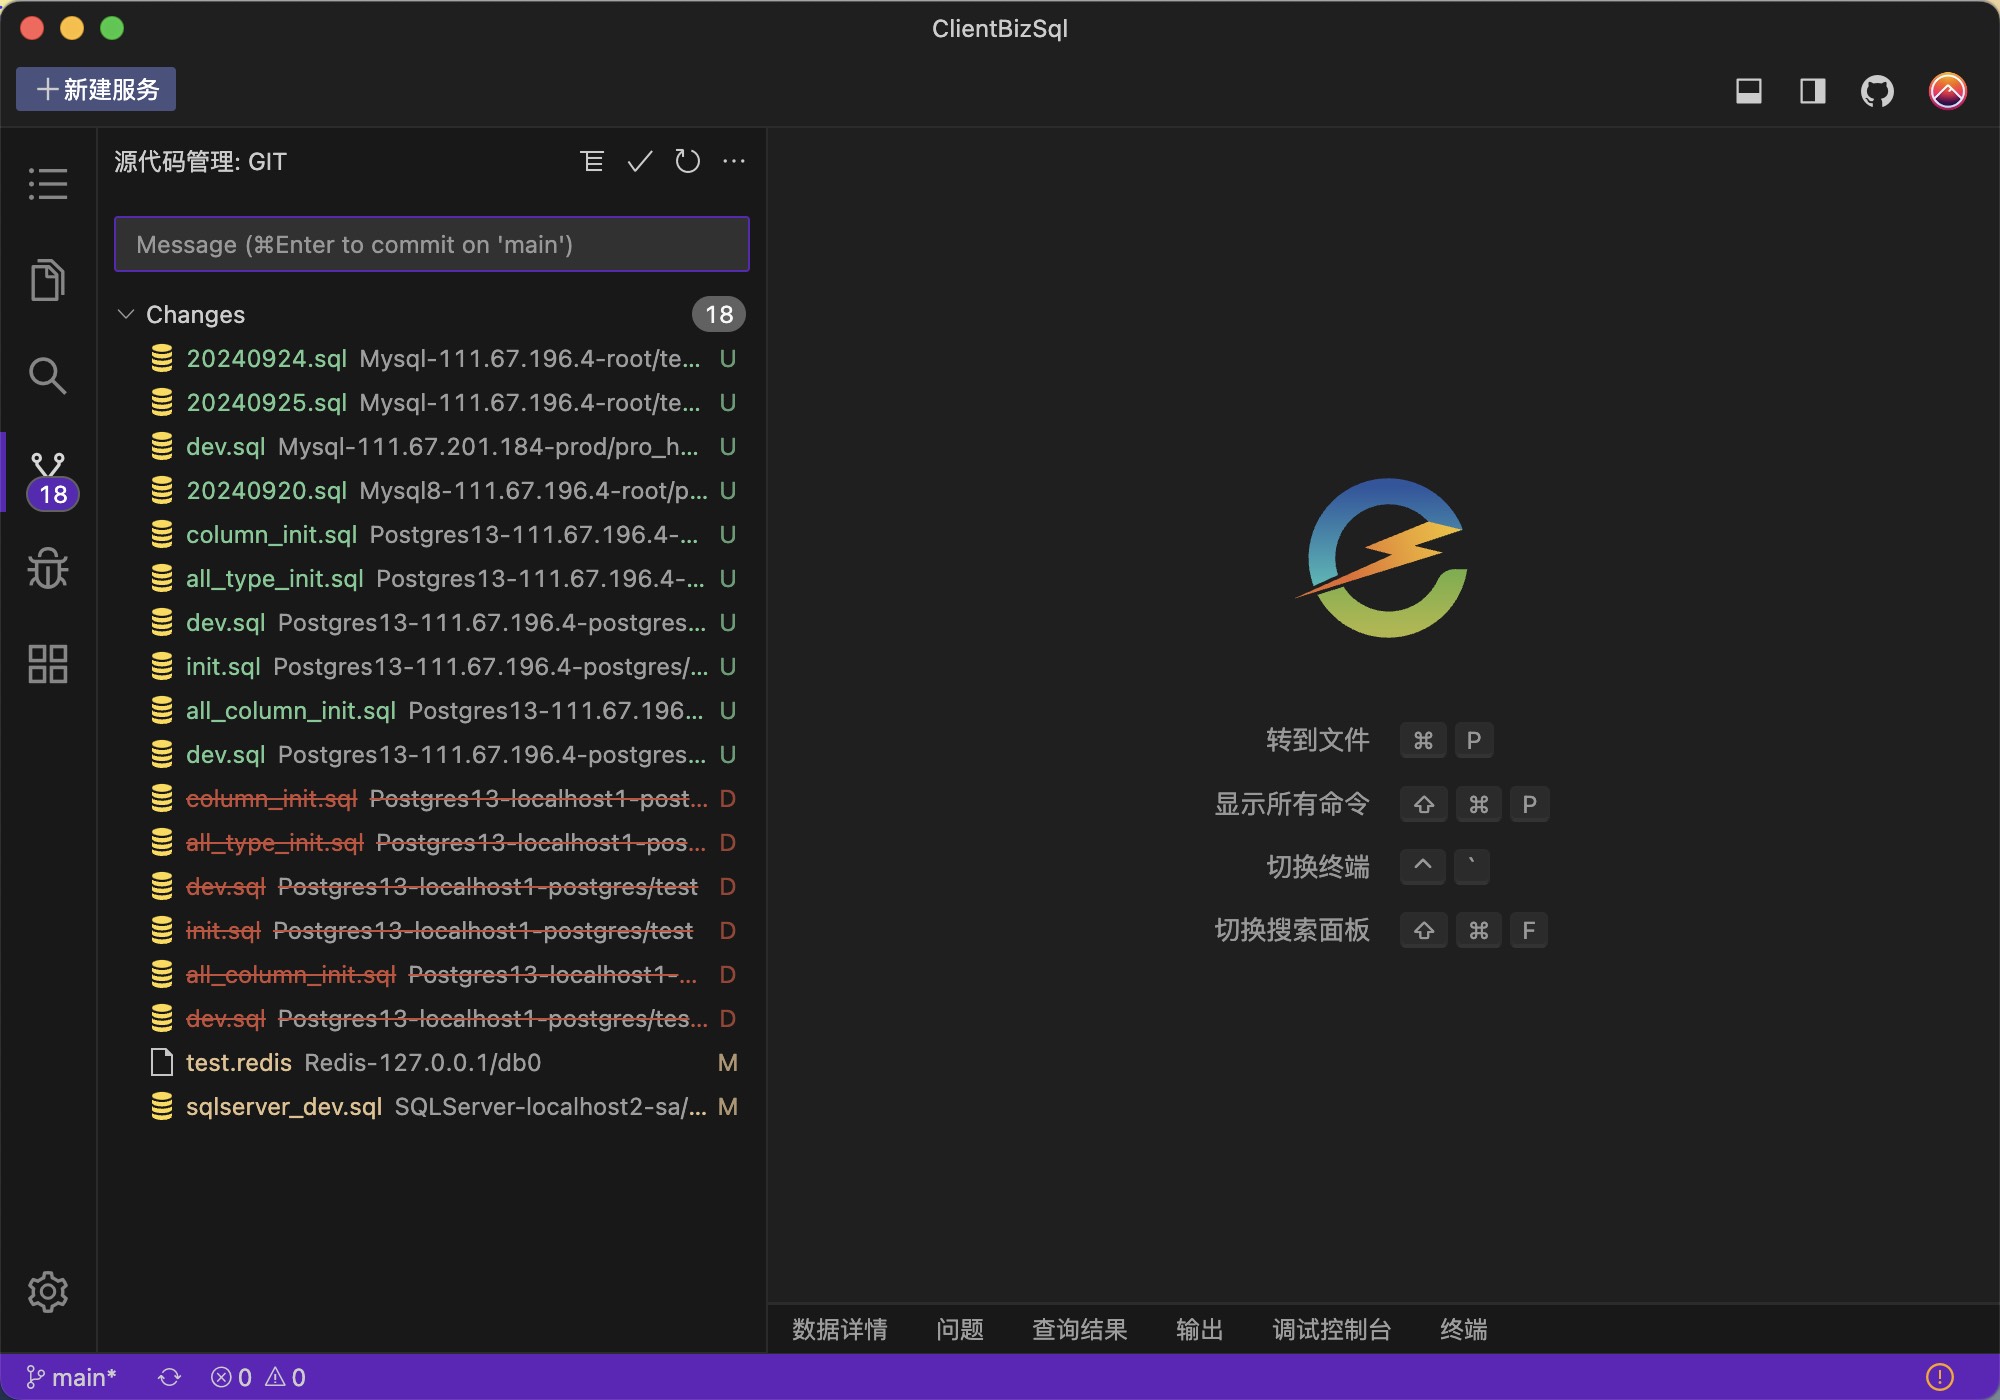 ClientBizSql
新建服务
源代码管理: GIT
Message (⌘Enter to commit on 'main')
Changes 18
20240924.sql Mysql-111.67.196.4-root/te... U
20240925.sql Mysql-111.67.196.4-root/te... U
dev.sql Mysql-111.67.201.184-prod/pro_h... U
20240920.sql Mysql8-111.67.196.4-root/p... U
column_init.sql Postgres13-111.67.196.4-... U
all_type_init.sql Postgres13-111.67.196.4-... U
dev.sql Postgres13-111.67.196.4-postgres... U
init.sql Postgres13-111.67.196.4-postgres/... U
all_column_init.sql Postgres13-111.67.196... U
dev.sql Postgres13-111.67.196.4-postgres... U
column_init.sql Postgres13-localhost1-post... D
all_type_init.sql Postgres13-localhost1-pos... D
dev.sql Postgres13-localhost1-postgres/test D
init.sql Postgres13-localhost1-postgres/test D
all_column_init.sql Postgres13-localhost1-... D
dev.sql Postgres13-localhost1-postgres/tes... D
test.redis Redis-127.0.0.1/db0 M
sqlserver_dev.sql SQLServer-localhost2-sa/... M
18
转到文件 ⌘ P
显示所有命令 ⇧ ⌘ P
切换终端 ^ `
切换搜索面板 ⇧ ⌘ F
数据详情 问题 查询结果 输出 调试控制台 终端
main* 0 0